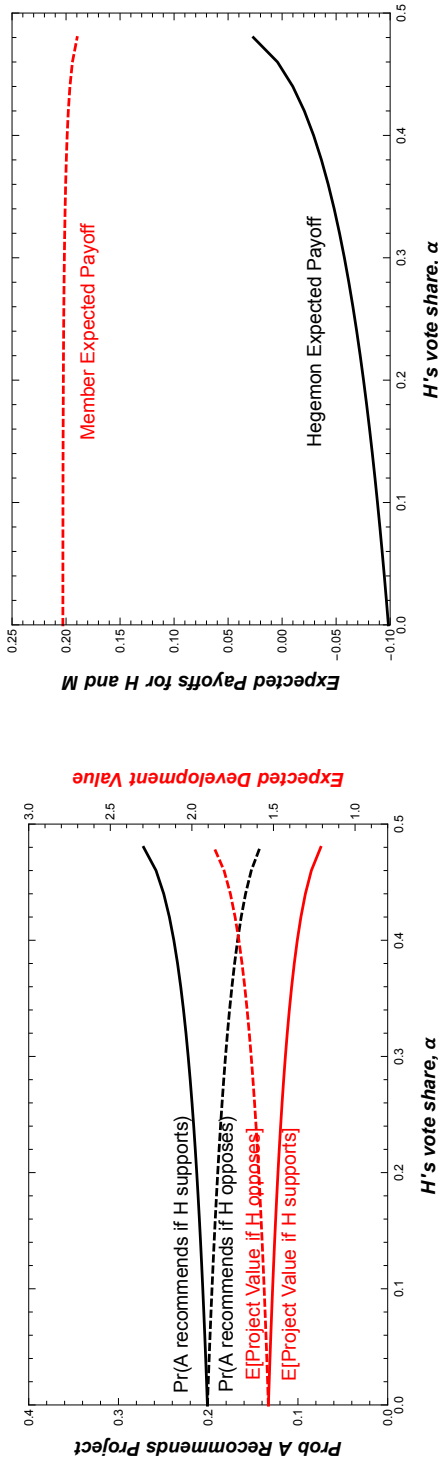 Prob A Recommends Project
0.4
0.3
0.2
0.1
0.0
Pr(A recommends if H supports)
Pr(A recommends if H opposes)
E[Project Value if H opposes]
E[Project Value if H supports]
0.0
0.1
0.2
0.3
0.4
0.5
H's vote share, α
3.0
2.5
2.0
1.5
1.0
Expected Development Value
Expected Payoffs for H and M
0.25
0.20
0.15
0.10
0.05
0.00
-0.05
-0.10
Member Expected Payoff
Hegemon Expected Payoff
0.0
0.1
0.2
0.3
0.4
0.5
H's vote share. α